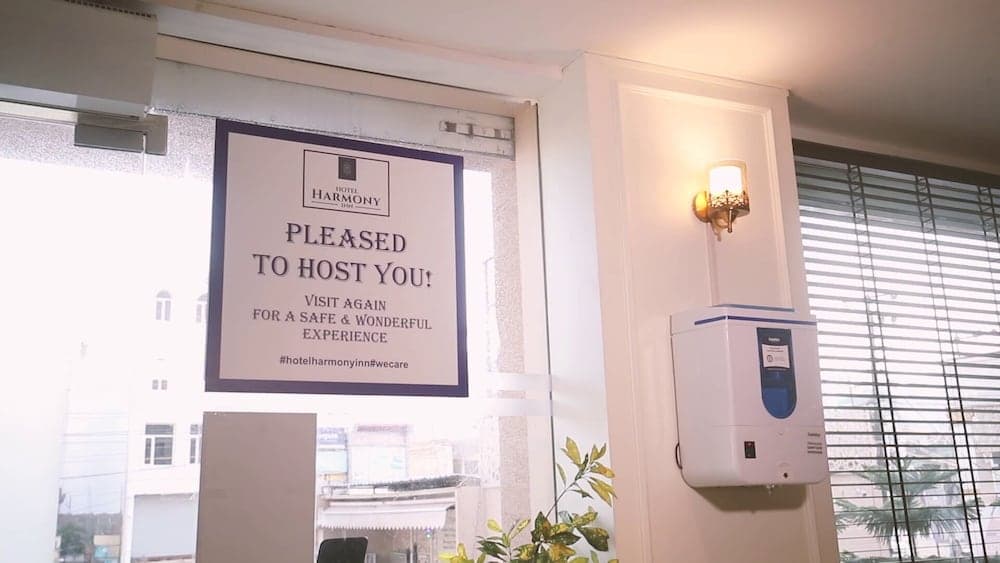 HOTEL
HARMONY
INN
PLEASED
TO HOST YOU!
VISIT AGAIN
FOR A SAFE & WONDERFUL
EXPERIENCE
#hotelharmonyinn#wecare